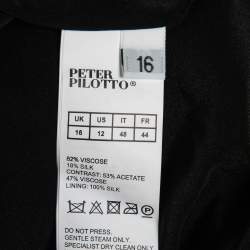 16
PETER
PILOTTO®
UK US IT FR
16 12 48 44
82% VISCOSE
18% SILK
CONTRAST: 53% ACETATE
47% VISCOSE
LINING: 100% SILK
DO NOT PRESS.
GENTLE STEAM ONLY.
SPECIALIST DRY CLEAN ONLY